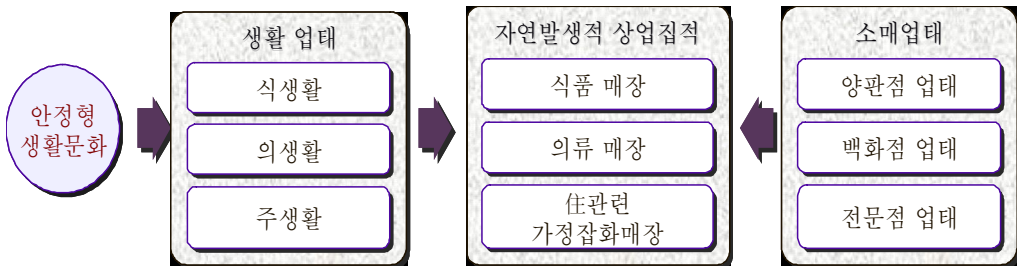 안정형
생활문화
생활 업태
식생활
의생활
주생활
자연발생적 상업집적
식품 매장
의류 매장
住관련
가정잡화매장
소매업태
양판점 업태
백화점 업태
전문점 업태